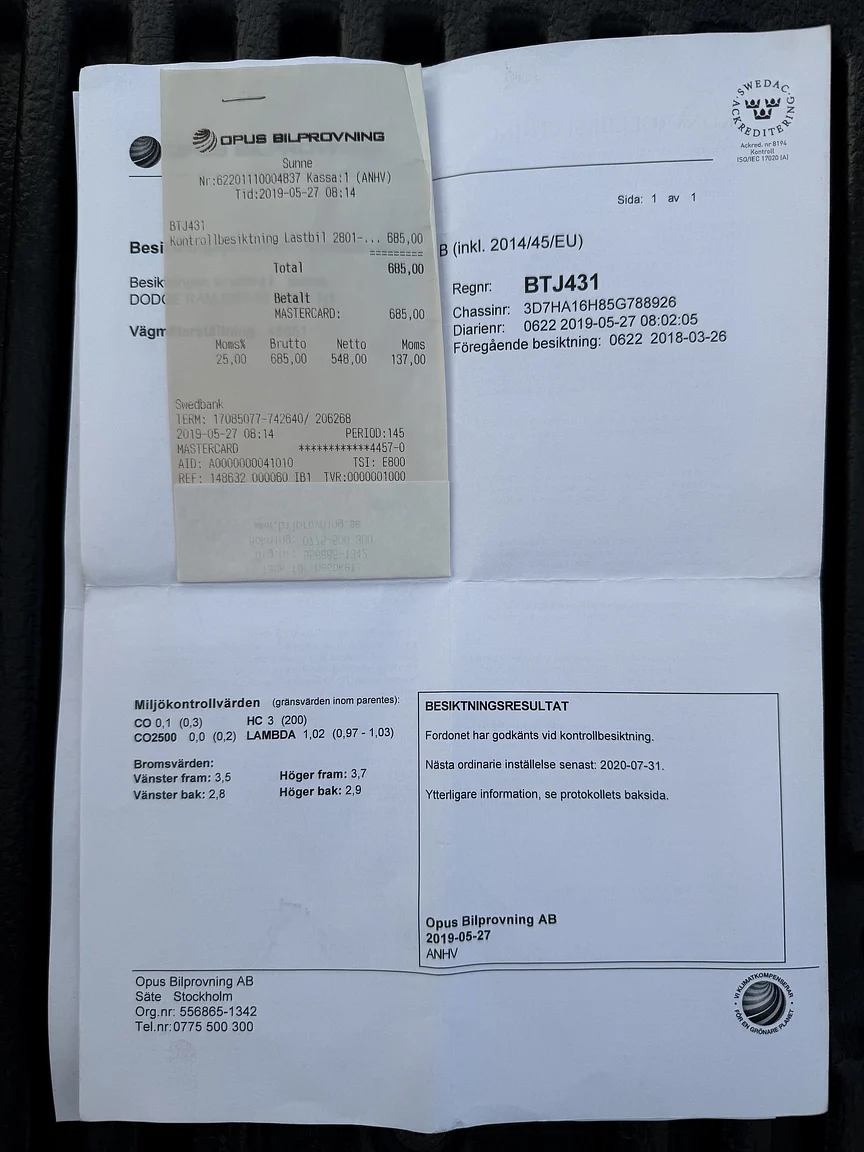 OPUS BILPROVNING
Sunne
Nr:62201110004837 Kassa:1 (ANHV)
Tid:2019-05-27 08:14
BTJ431
Kontrollbesiktning Lastbil 2801-... 685,00
=========
Total 685,00
Betalt
MASTERCARD: 685,00
Moms% Brutto Netto Moms
25,00 685,00 548,00 137,00
Swedbank
TERM: 17085077-742640/ 206268
2019-05-27 08:14 PERIOD:145
MASTERCARD ************4457-0
AID: A0000000041010 TSI: E800
REF: 148632 000060 IB1 TVR:0000001000
SWEDAC
ACKREDITERING
Ackred. nr 8194
Kontroll
ISO/IEC 17020 (A)
Sida: 1 av 1
Besi
B (inkl. 2014/45/EU)
Besik
DODG
Vägm
Regnr: BTJ431
Chassinr: 3D7HA16H85G788926
Diarienr: 0622 2019-05-27 08:02:05
Föregående besiktning: 0622 2018-03-26
Miljökontrollvärden (gränsvärden inom parentes):
CO 0,1 (0,3) HC 3 (200)
CO2500 0,0 (0,2) LAMBDA 1,02 (0,97 - 1,03)
Bromsvärden:
Vänster fram: 3,5 Höger fram: 3,7
Vänster bak: 2,8 Höger bak: 2,9
BESIKTNINGSRESULTAT
Fordonet har godkänts vid kontrollbesiktning.
Nästa ordinarie inställelse senast: 2020-07-31.
Ytterligare information, se protokollets baksida.
Opus Bilprovning AB
2019-05-27
ANHV
Opus Bilprovning AB
Säte Stockholm
Org.nr: 556865-1342
Tel.nr:0775 500 300
VI KLIMATKOMPENSERAR
FÖR EN GRÖNARE PLANET